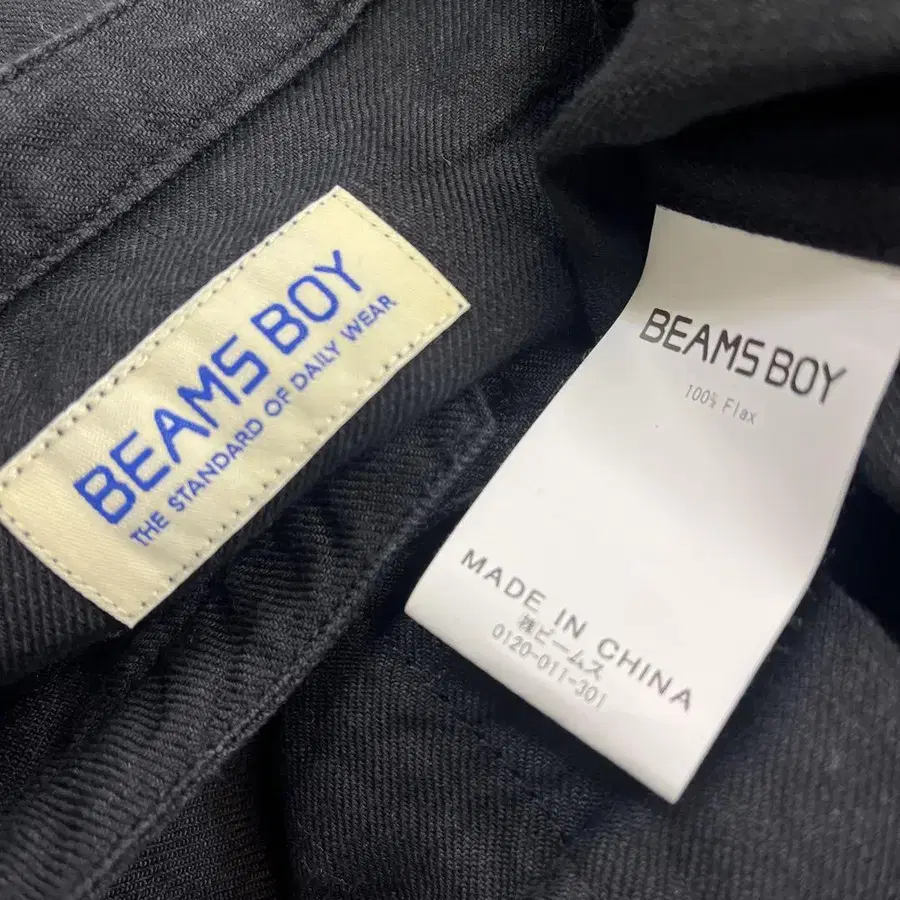 BEAMS BOY
THE STANDARD OF DAILY WEAR
BEAMS BOY
100% Flax
MADE IN CHINA
㈱ビームス
0120-011-301